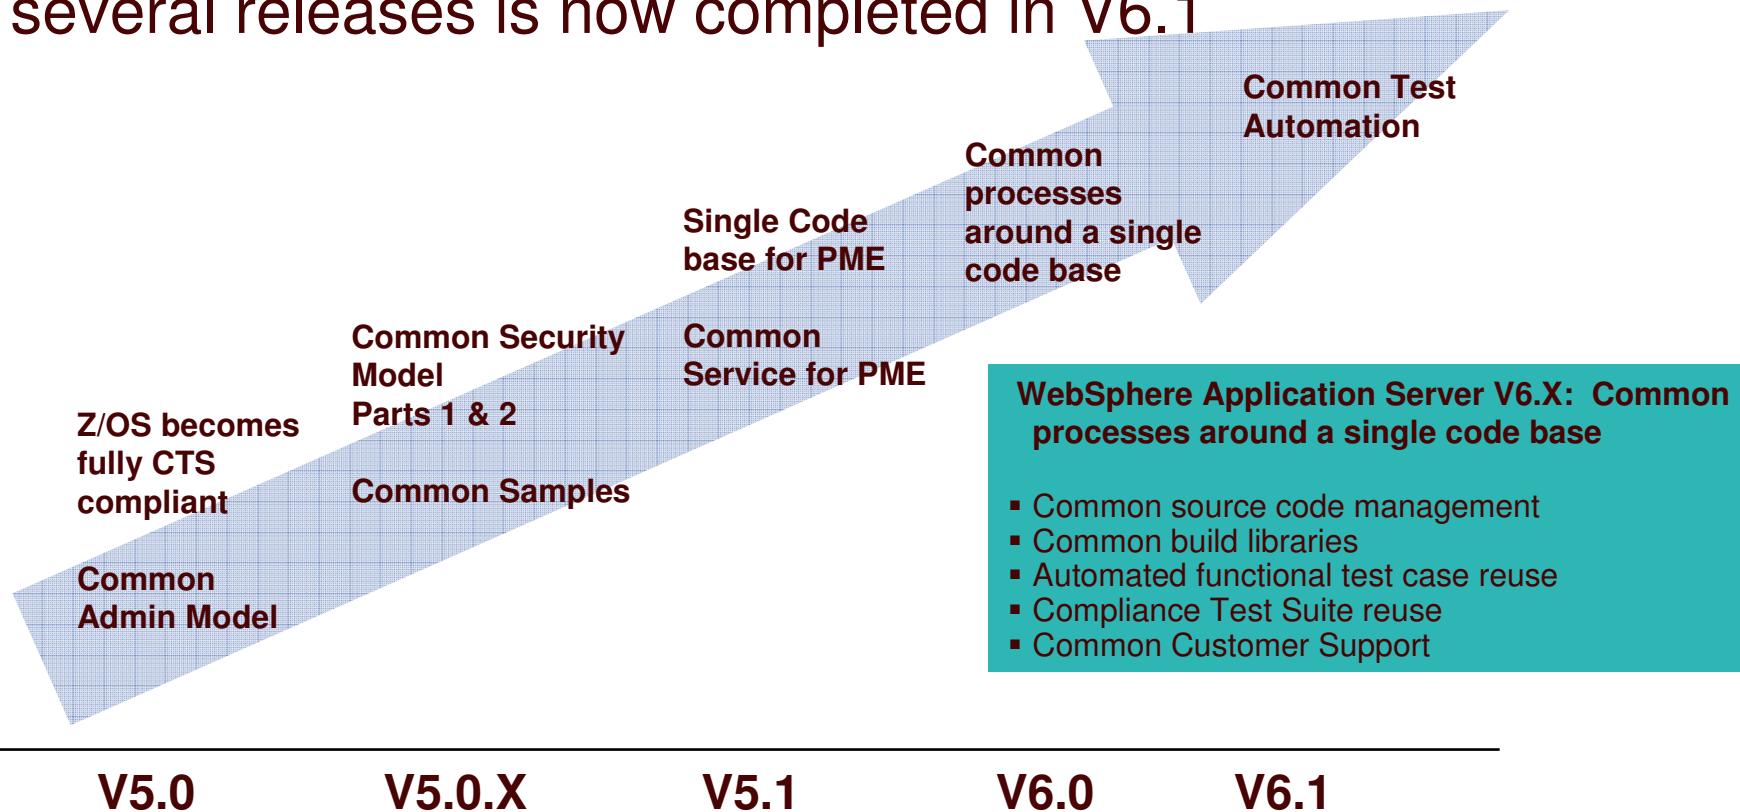 several releases is now completed in V6.1
Common Test
Automation
Common
processes
around a single
code base
Single Code
base for PME
Common
Service for PME
Common Security
Model
Parts 1 & 2
Common Samples
Z/OS becomes
fully CTS
compliant
Common
Admin Model
WebSphere Application Server V6.X: Common
processes around a single code base
▪ Common source code management
▪ Common build libraries
▪ Automated functional test case reuse
▪ Compliance Test Suite reuse
▪ Common Customer Support
V5.0 V5.0.X V5.1 V6.0 V6.1